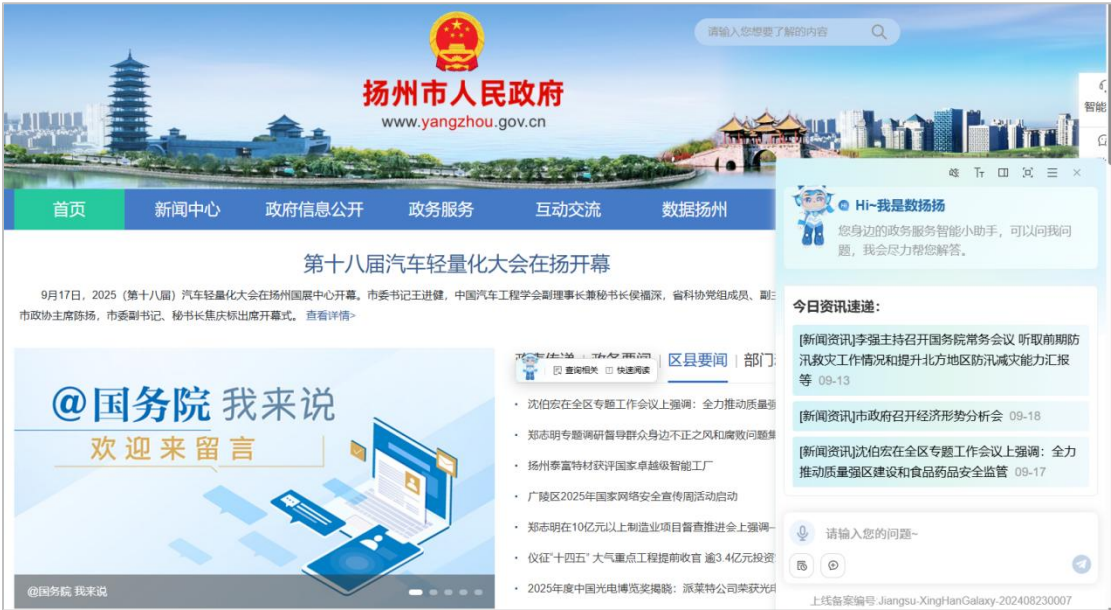 请输入您想要了解的内容
扬州市人民政府
www.yangzhou.gov.cn
智能
首页 新闻中心 政府信息公开 政务服务 互动交流 数据扬州
第十八届汽车轻量化大会在扬开幕
9月17日，2025（第十八届）汽车轻量化大会在扬州国展中心开幕。市委书记王进健，中国汽车工程学会副理事长兼秘书长侯福深，省科协党组成员、副主
市政协主席陈扬，市委副书记、秘书长焦庆标出席开幕式。 查看详情>
@国务院 我来说
欢迎来留言
@国务院 我来说
区县要闻 | 部门
查询相关 快速阅读
· 沈伯宏在全区专题工作会议上强调：全力推动质量强
· 郑志明专题调研督导群众身边不正之风和腐败问题集
· 扬州泰富特材获评国家卓越级智能工厂
· 广陵区2025年国家网络安全宣传周活动启动
· 郑志明在10亿元以上制造业项目督查推进会上强调--
· 仪征“十四五”大气重点工程提前收官 逾3.4亿元投资
· 2025年度中国光电博览奖揭晓：派莱特公司荣获光
Hi~我是数扬扬
您身边的政务服务智能小助手，可以问我问
题，我会尽力帮您解答。
今日资讯速递：
[新闻资讯]李强主持召开国务院常务会议 听取前期防
汛救灾工作情况和提升北方地区防汛减灾能力汇报
等 09-13
[新闻资讯]市政府召开经济形势分析会 09-18
[新闻资讯]沈伯宏在全区专题工作会议上强调：全力
推动质量强区建设和食品药品安全监管 09-17
请输入您的问题~
上线备案编号:Jiangsu-XingHanGalaxy-202408230007